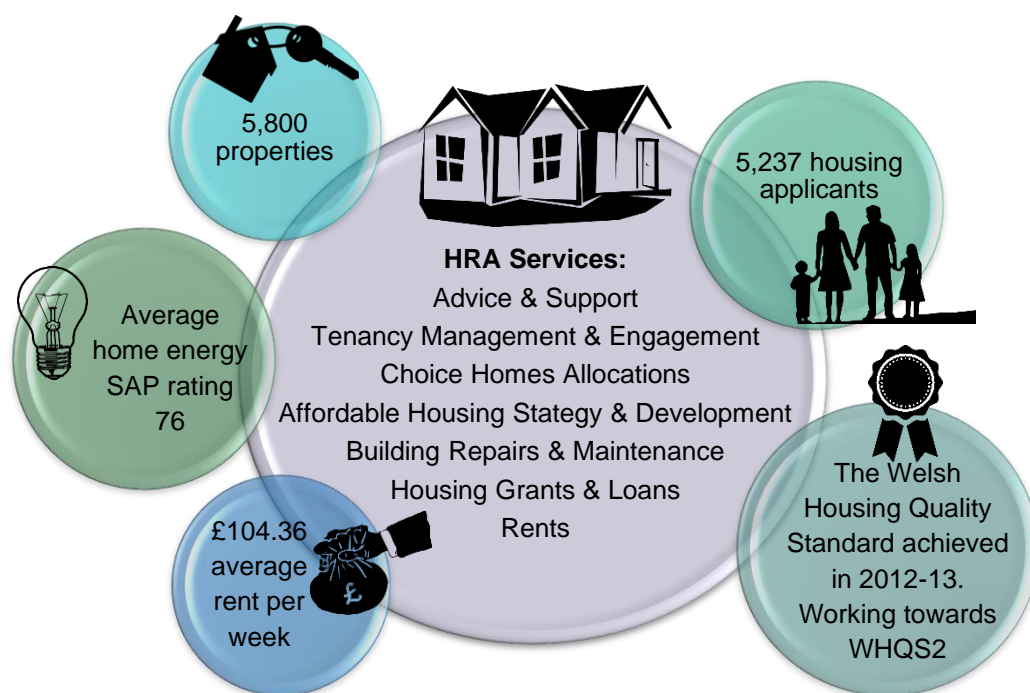 5,800
properties
5,237 housing
applicants
Average
home energy
SAP rating
76
HRA Services:
Advice & Support
Tenancy Management & Engagement
Choice Homes Allocations
Affordable Housing Stategy & Development
Building Repairs & Maintenance
Housing Grants & Loans
Rents
£104.36
average
rent per
week
£
The Welsh
Housing Quality
Standard achieved
in 2012-13.
Working towards
WHQS2